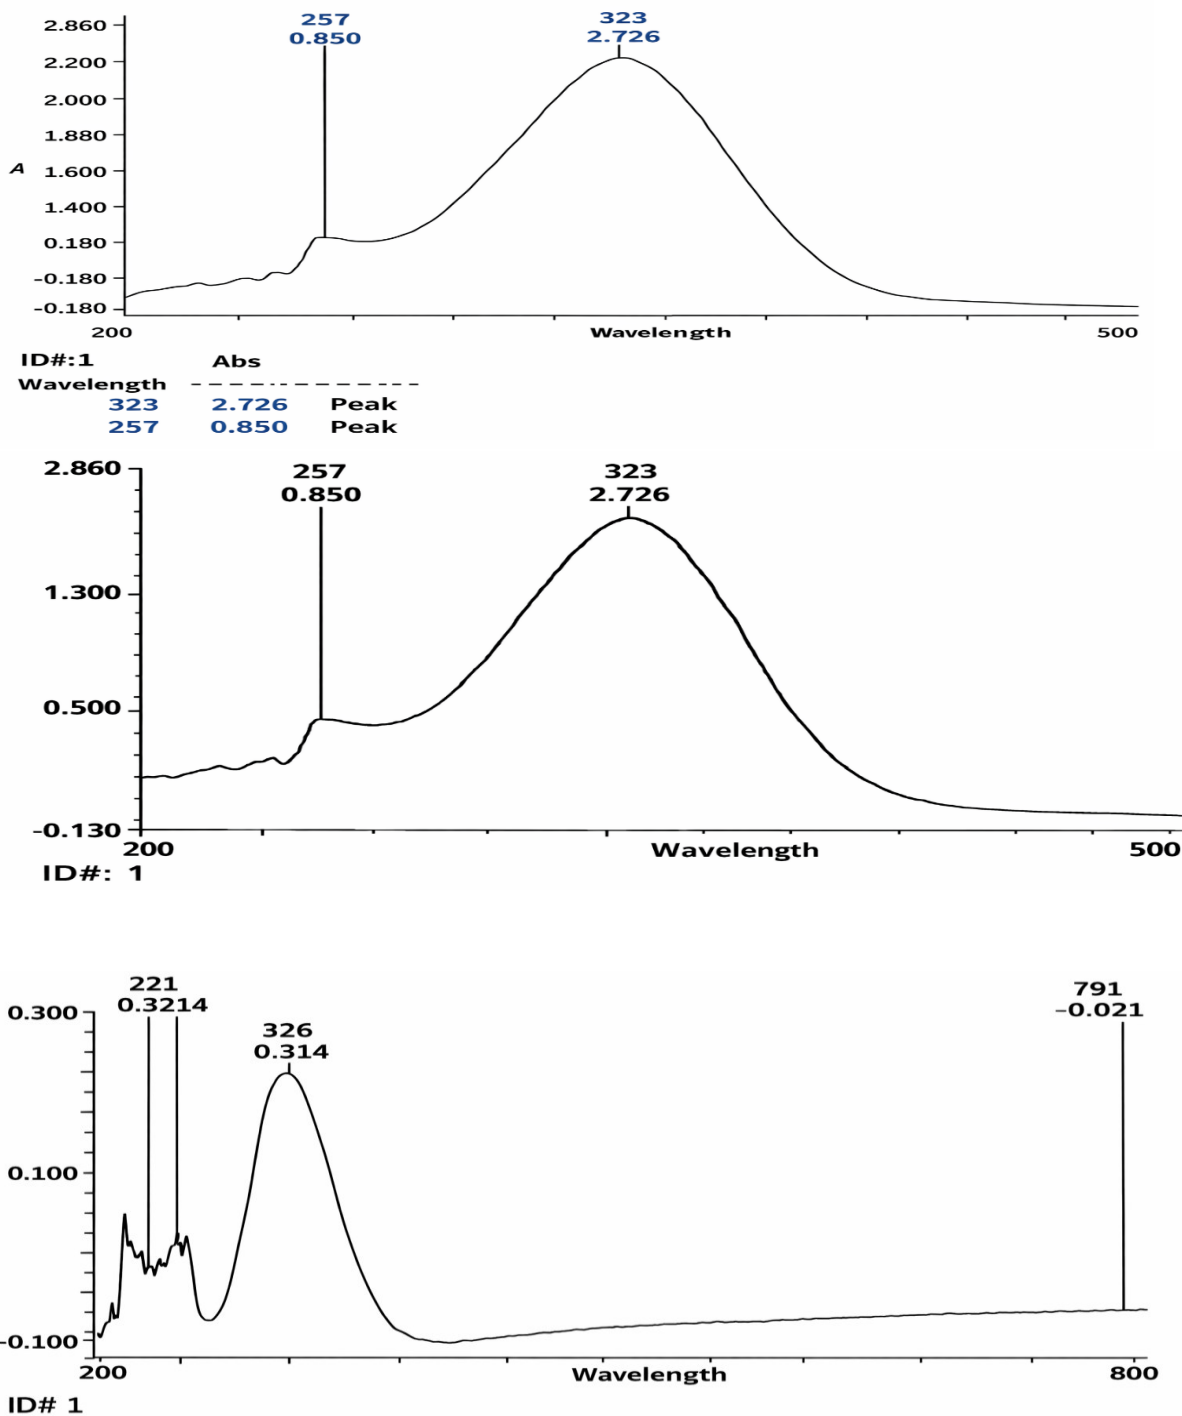 257 323
0.850 2.726
2.860
2.200
2.000
1.880
A 1.600
1.400
0.180
-0.180
-0.180
200 Wavelength 500
ID#:1 Abs
Wavelength - - - - - - - - - - -
323 2.726 Peak
257 0.850 Peak
2.860 257 323
0.850 2.726
1.300
0.500
-0.130
200 Wavelength 500
ID#: 1
221 791
0.300 0.3214 -0.021
326
0.314
0.100
-0.100
200 Wavelength 800
ID# 1